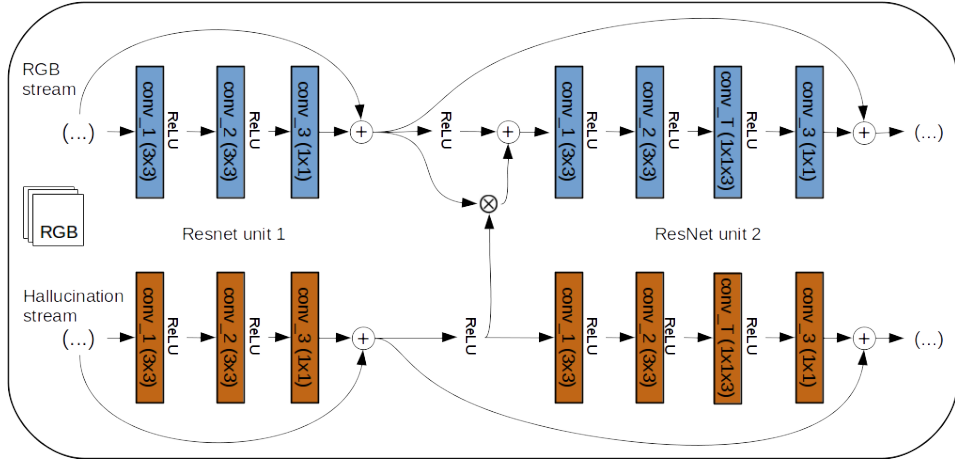 RGB
stream
(...)
conv_1 (3x3)
ReLU
conv_2 (3x3)
ReLU
conv_3 (1x1)
+
ReLU
+
conv_1 (3x3)
ReLU
conv_2 (3x3)
ReLU
conv_T (1x1x3)
ReLU
conv_3 (1x1)
+
(...)
RGB
Resnet unit 1
ResNet unit 2
Hallucination
stream
(...)
conv_1 (3x3)
ReLU
conv_2 (3x3)
ReLU
conv_3 (1x1)
+
ReLU
conv_1 (3x3)
ReLU
conv_2 (3x3)
ReLU
conv_T (1x1x3)
ReLU
conv_3 (1x1)
+
(...)